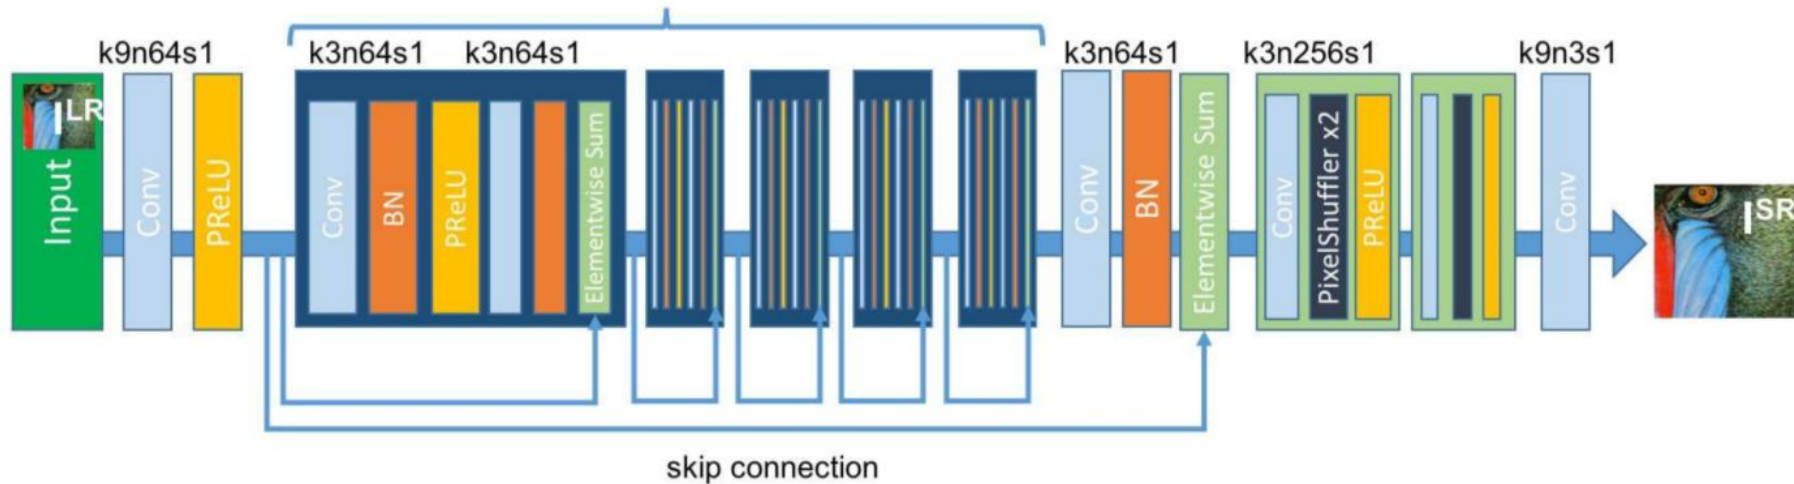 k9n64s1
k3n64s1
k3n64s1
k3n64s1
k3n256s1
k9n3s1
I LR
Input
Conv
PReLU
Conv
BN
PReLU
Elementwise Sum
Conv
BN
Elementwise Sum
Conv
PixelShuffler x2
PReLU
Conv
I SR
skip connection